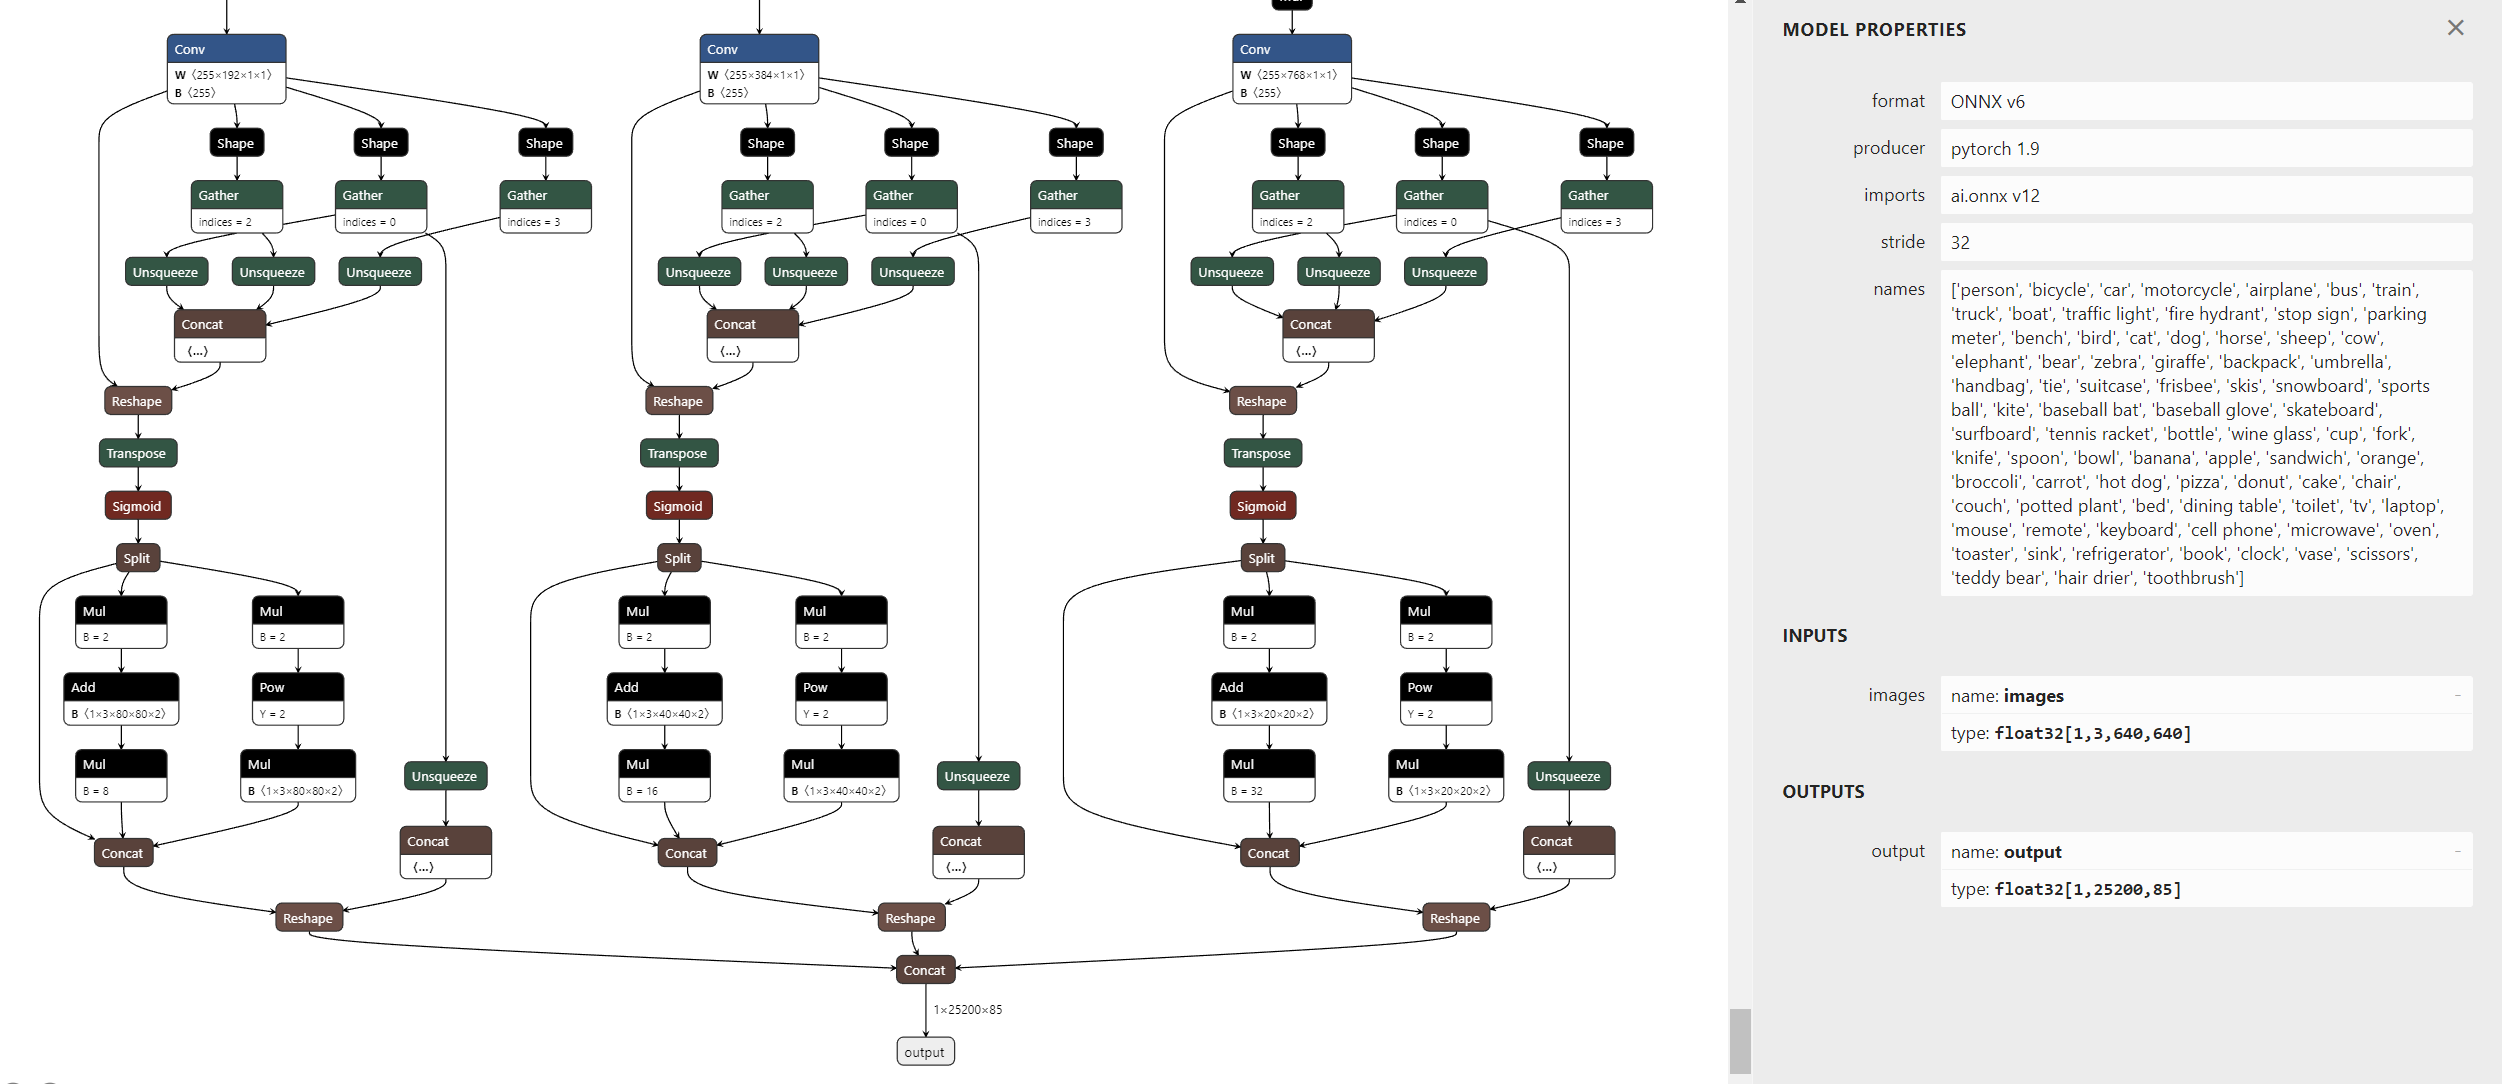 Mul
Conv
W 〈255×192×1×1〉
B 〈255〉
Conv
W 〈255×384×1×1〉
B 〈255〉
Conv
W 〈255×768×1×1〉
B 〈255〉
Shape
Shape
Shape
Shape
Shape
Shape
Shape
Shape
Shape
Gather
indices = 2
Gather
indices = 0
Gather
indices = 3
Gather
indices = 2
Gather
indices = 0
Gather
indices = 3
Gather
indices = 2
Gather
indices = 0
Gather
indices = 3
Unsqueeze
Unsqueeze
Unsqueeze
Unsqueeze
Unsqueeze
Unsqueeze
Unsqueeze
Unsqueeze
Unsqueeze
Concat
〈...〉
Concat
〈...〉
Concat
〈...〉
Reshape
Reshape
Reshape
Transpose
Transpose
Transpose
Sigmoid
Sigmoid
Sigmoid
Split
Split
Split
Mul
B = 2
Mul
B = 2
Mul
B = 2
Mul
B = 2
Mul
B = 2
Mul
B = 2
Add
B 〈1×3×80×80×2〉
Pow
Y = 2
Add
B 〈1×3×40×40×2〉
Pow
Y = 2
Add
B 〈1×3×20×20×2〉
Pow
Y = 2
Mul
B = 8
Mul
B 〈1×3×80×80×2〉
Unsqueeze
Mul
B = 16
Mul
B 〈1×3×40×40×2〉
Unsqueeze
Mul
B = 32
Mul
B 〈1×3×20×20×2〉
Unsqueeze
Concat
Concat
〈...〉
Concat
Concat
〈...〉
Concat
Concat
〈...〉
Reshape
Reshape
Reshape
Concat
1×25200×85
output
MODEL PROPERTIES
format
ONNX v6
producer
pytorch 1.9
imports
ai.onnx v12
stride
32
names
['person', 'bicycle', 'car', 'motorcycle', 'airplane', 'bus', 'train',
'truck', 'boat', 'traffic light', 'fire hydrant', 'stop sign', 'parking
meter', 'bench', 'bird', 'cat', 'dog', 'horse', 'sheep', 'cow',
'elephant', 'bear', 'zebra', 'giraffe', 'backpack', 'umbrella',
'handbag', 'tie', 'suitcase', 'frisbee', 'skis', 'snowboard', 'sports
ball', 'kite', 'baseball bat', 'baseball glove', 'skateboard',
'surfboard', 'tennis racket', 'bottle', 'wine glass', 'cup', 'fork',
'knife', 'spoon', 'bowl', 'banana', 'apple', 'sandwich', 'orange',
'broccoli', 'carrot', 'hot dog', 'pizza', 'donut', 'cake', 'chair',
'couch', 'potted plant', 'bed', 'dining table', 'toilet', 'tv', 'laptop',
'mouse', 'remote', 'keyboard', 'cell phone', 'microwave', 'oven',
'toaster', 'sink', 'refrigerator', 'book', 'clock', 'vase', 'scissors',
'teddy bear', 'hair drier', 'toothbrush']
INPUTS
images
name: images
-
type: float32[1,3,640,640]
OUTPUTS
output
name: output
-
type: float32[1,25200,85]